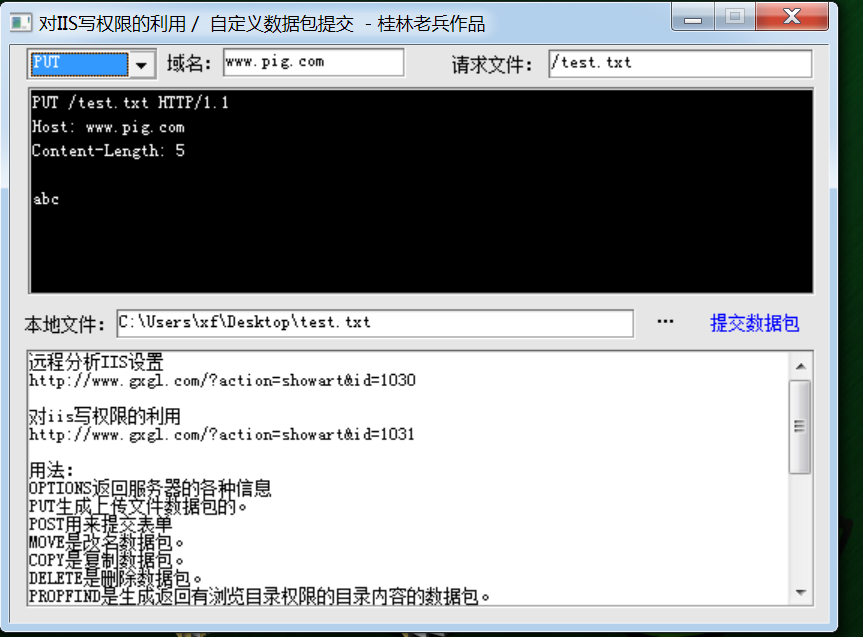 对IIS写权限的利用 / 自定义数据包提交 - 桂林老兵作品
PUT 域名: www.pig.com 请求文件: /test.txt
PUT /test.txt HTTP/1.1
Host: www.pig.com
Content-Length: 5
abc
本地文件: C:\Users\xf\Desktop\test.txt ... 提交数据包
远程分析IIS设置
http://www.gxgl.com/?action=showart&id=1030
对iis写权限的利用
http://www.gxgl.com/?action=showart&id=1031
用法:
OPTIONS返回服务器的各种信息
PUT生成上传文件数据包的。
POST用来提交表单
MOVE是改名数据包。
COPY是复制数据包。
DELETE是删除数据包。
PROPFIND是生成返回有浏览目录权限的目录内容的数据包。